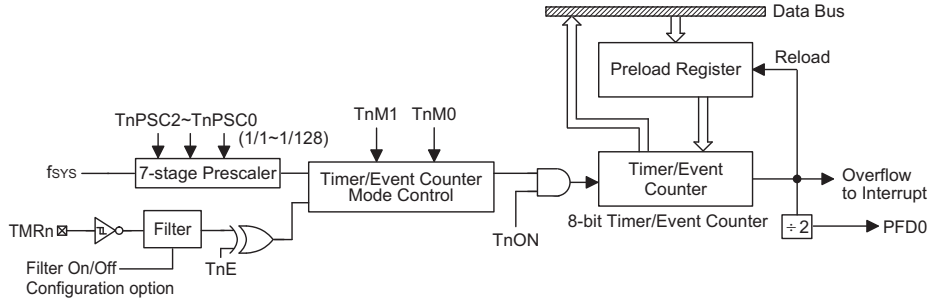 Data Bus
Preload Register
Reload
TnPSC2~TnPSC0
(1/1~1/128)
TnM1
TnM0
fSYS
7-stage Prescaler
Timer/Event Counter
Mode Control
Timer/Event
Counter
Overflow
to Interrupt
8-bit Timer/Event Counter
TMRn
Filter
TnE
TnON
÷2
PFD0
Filter On/Off
Configuration option